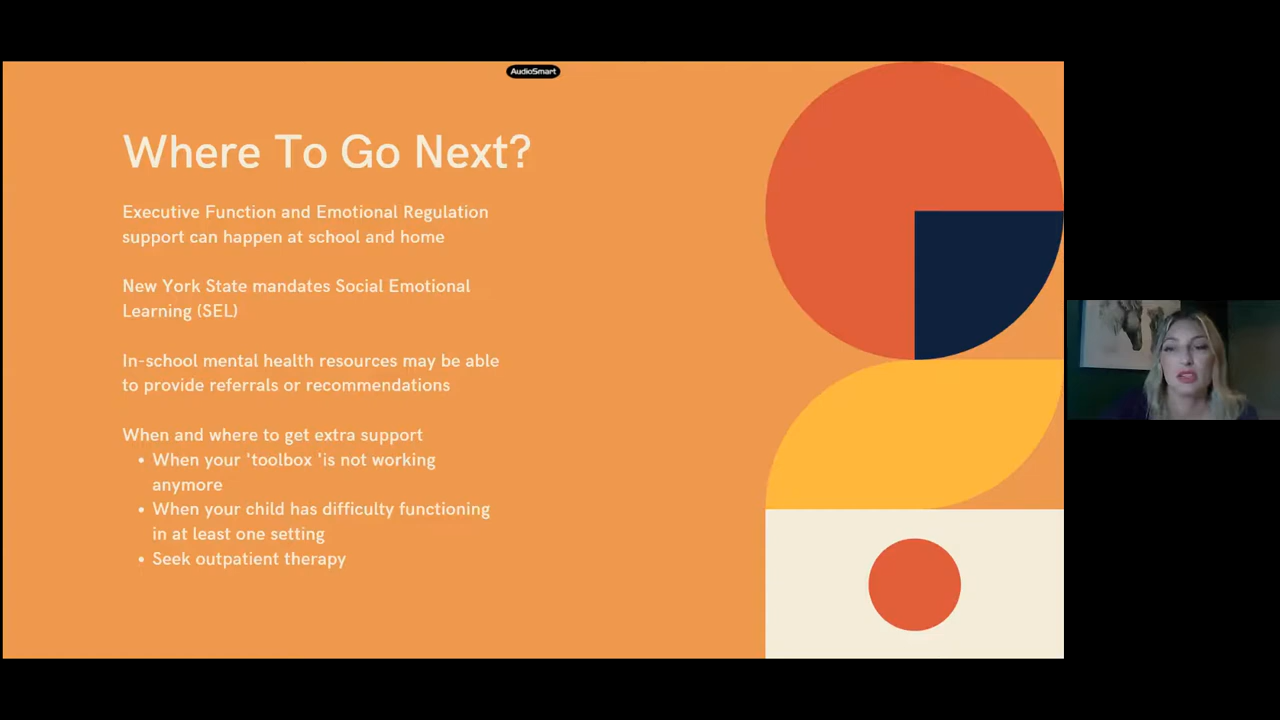 AudioSmart
Where To Go Next?
Executive Function and Emotional Regulation
support can happen at school and home
New York State mandates Social Emotional
Learning (SEL)
In-school mental health resources may be able
to provide referrals or recommendations
When and where to get extra support
• When your 'toolbox 'is not working
anymore
• When your child has difficulty functioning
in at least one setting
• Seek outpatient therapy